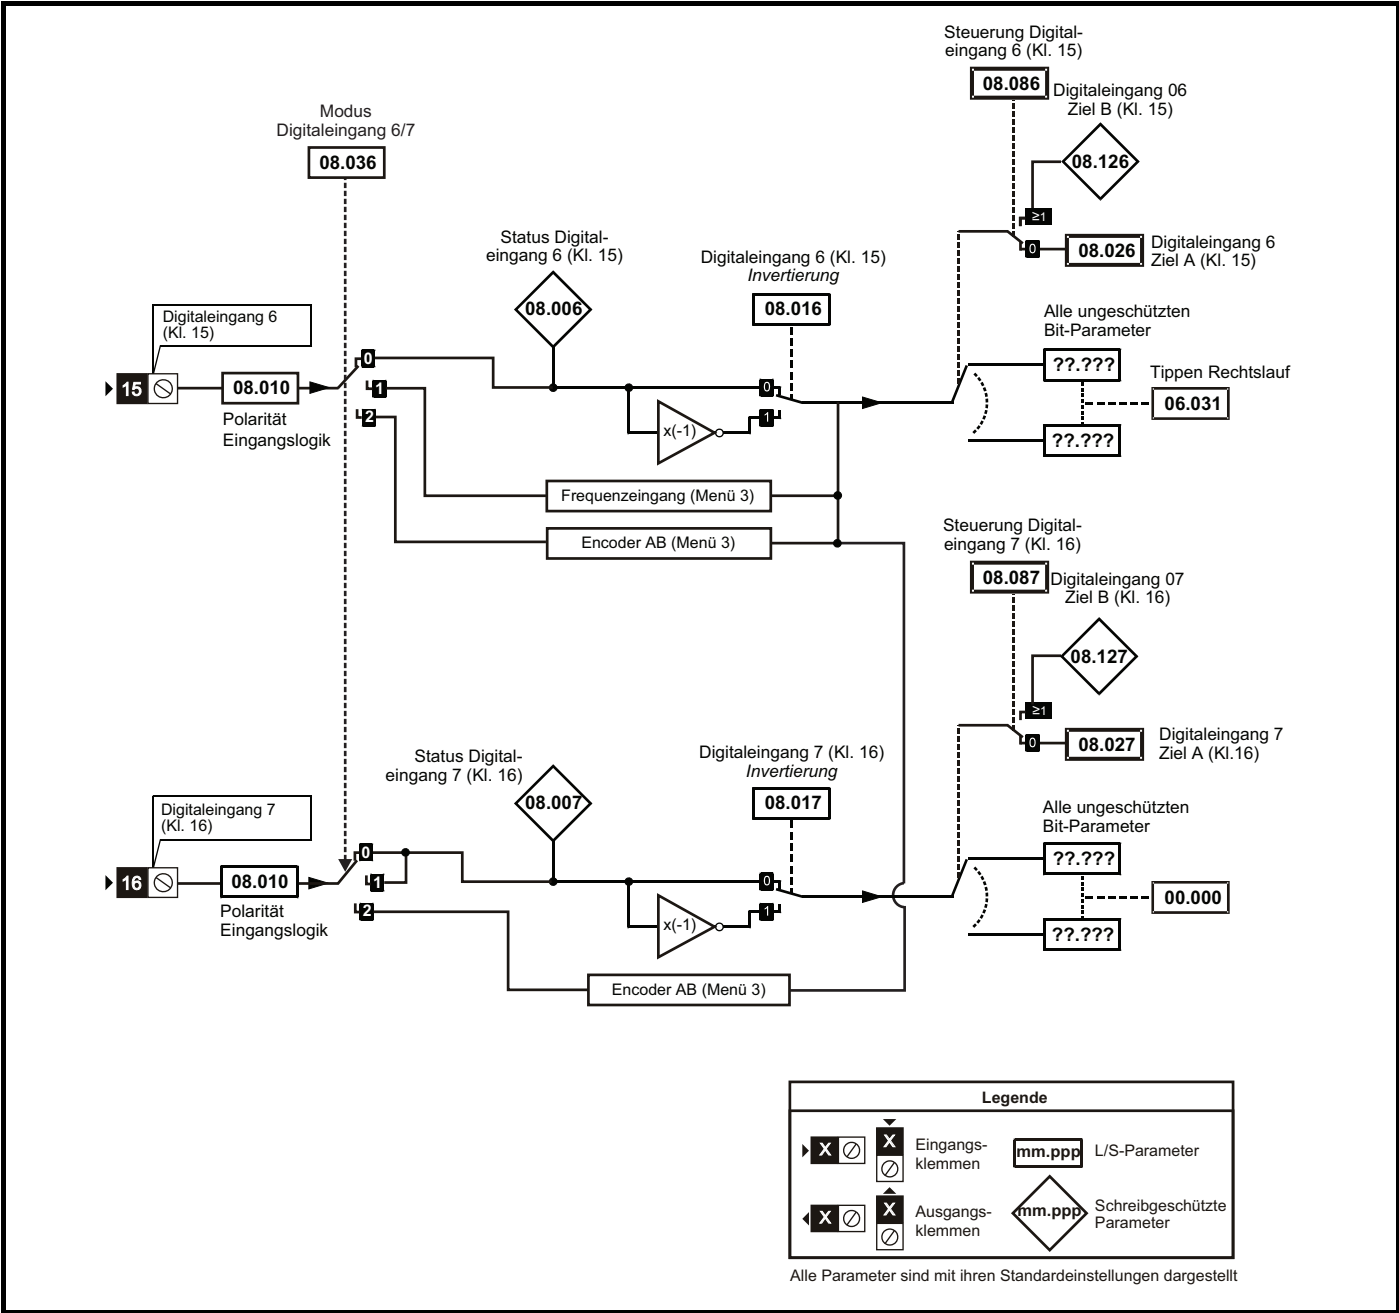 Steuerung Digital-
eingang 6 (Kl. 15)
08.086
Digitaleingang 06
Ziel B (Kl. 15)
08.126
≥1
0
08.026
Digitaleingang 6
Ziel A (Kl. 15)
Modus
Digitaleingang 6/7
08.036
Status Digital-
eingang 6 (Kl. 15)
08.006
Digitaleingang 6 (Kl. 15)
Invertierung
08.016
Alle ungeschützten
Bit-Parameter
??.???
Tippen Rechtslauf
06.031
??.???
Digitaleingang 6
(Kl. 15)
15
08.010
Polarität
Eingangslogik
0
1
2
0
1
x(-1)
Frequenzeingang (Menü 3)
Encoder AB (Menü 3)
Steuerung Digital-
eingang 7 (Kl. 16)
08.087
Digitaleingang 07
Ziel B (Kl. 16)
08.127
≥1
0
08.027
Digitaleingang 7
Ziel A (Kl.16)
Status Digital-
eingang 7 (Kl. 16)
08.007
Digitaleingang 7 (Kl. 16)
Invertierung
08.017
Alle ungeschützten
Bit-Parameter
??.???
00.000
??.???
Digitaleingang 7
(Kl. 16)
16
08.010
Polarität
Eingangslogik
0
1
2
0
1
x(-1)
Encoder AB (Menü 3)
Legende
X
X
Eingangs-
klemmen
mm.ppp
L/S-Parameter
X
X
Ausgangs-
klemmen
mm.ppp
Schreibgeschützte
Parameter
Alle Parameter sind mit ihren Standardeinstellungen dargestellt